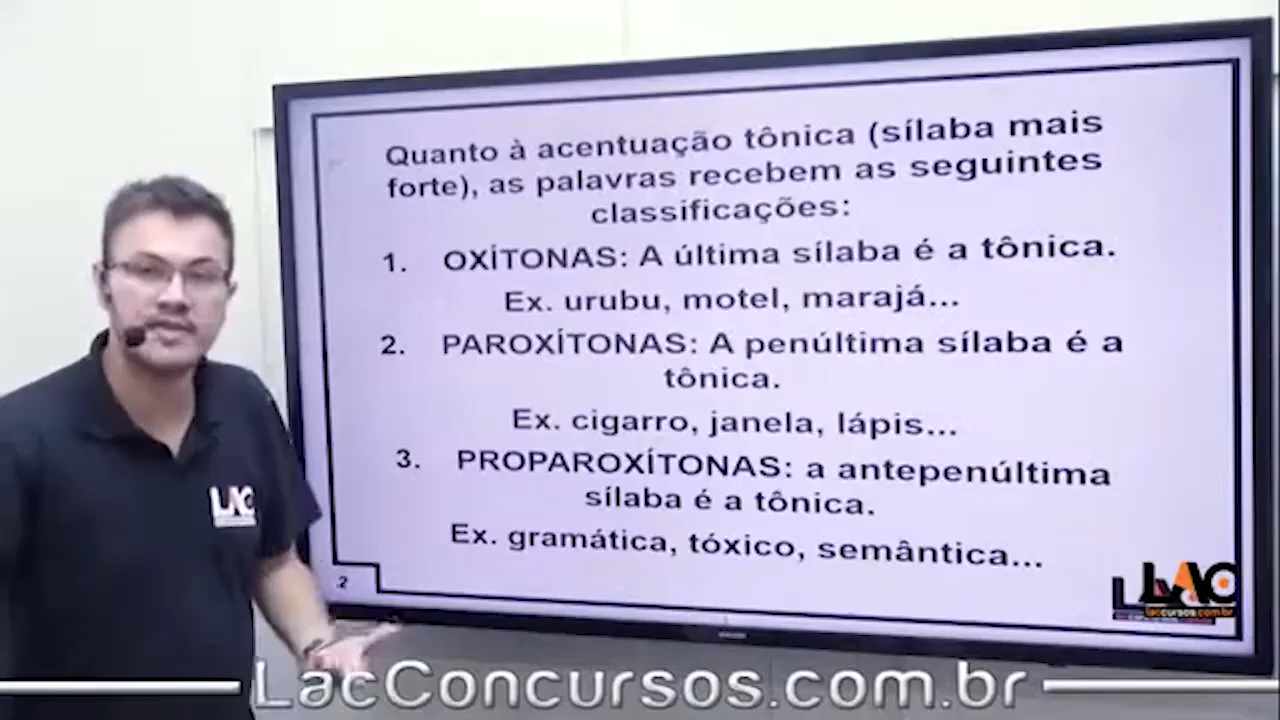 Quanto à acentuação tônica (sílaba mais
forte), as palavras recebem as seguintes
classificações:
1. OXÍTONAS: A última sílaba é a tônica.
Ex. urubu, motel, marajá...
2. PAROXÍTONAS: A penúltima sílaba é a
tônica.
Ex. cigarro, janela, lápis...
3. PROPAROXÍTONAS: a antepenúltima
sílaba é a tônica.
Ex. gramática, tóxico, semântica...
2
LAC
LAC
laccursos.com.br
LacConcursos.com.br